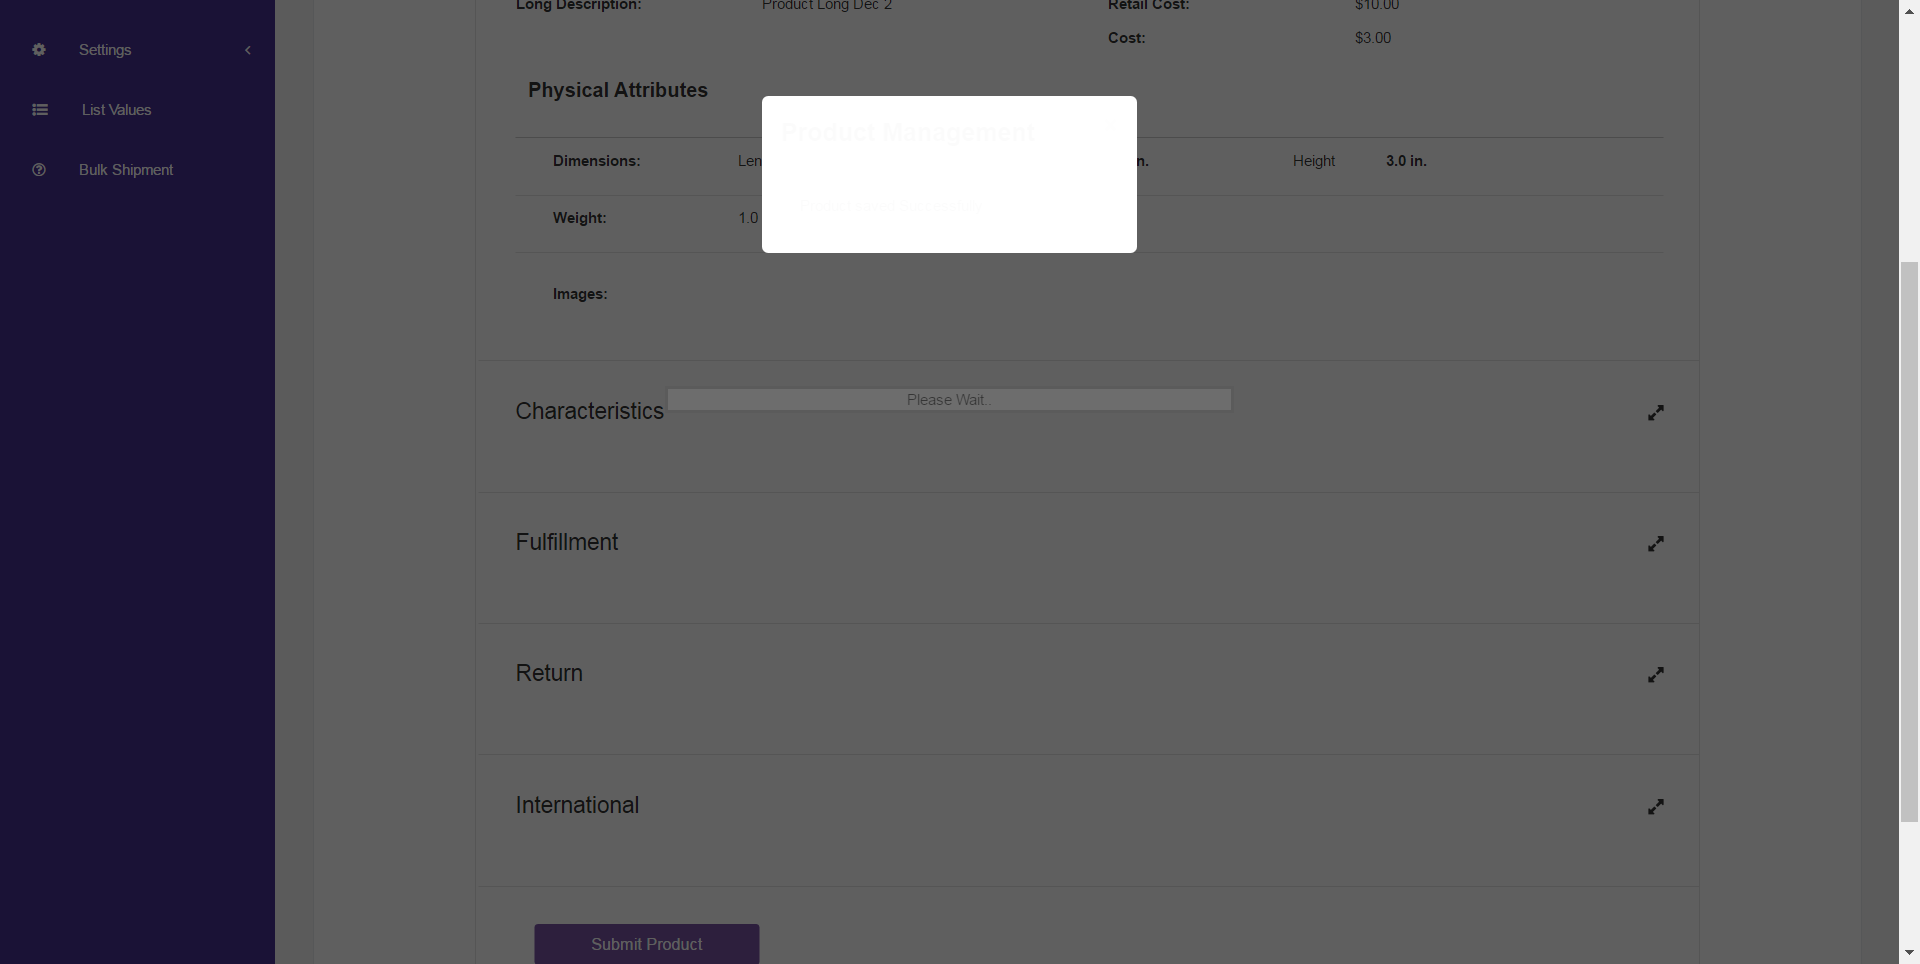 Long Description: Product Long Dec 2 Retail Cost: $10.00
Settings
Cost: $3.00
Physical Attributes
List Values
Product Management
Dimensions: Len n. Height 3.0 in.
Bulk Shipment
Weight: 1.0
Images:
Please Wait..
Characteristics
Fulfillment
Return
International
Submit Product